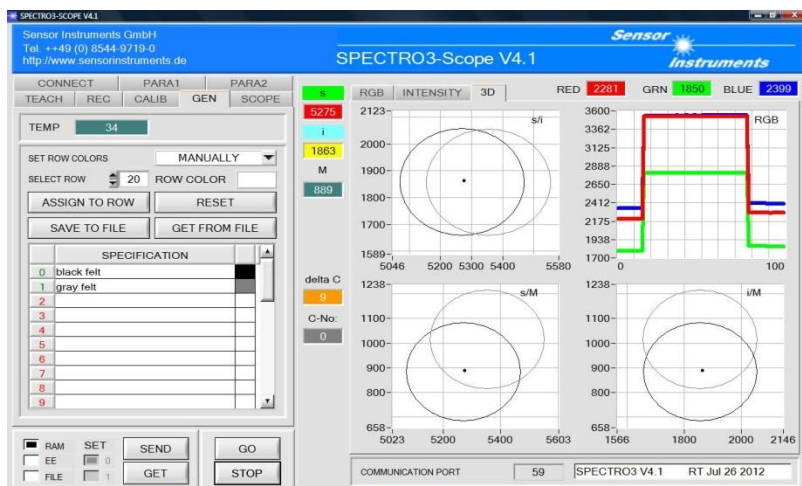 SPECTRO3-SCOPE V4.1
Sensor Instruments GmbH
Tel. ++49 (0) 8544-9719-0
http://www.sensorinstruments.de
SPECTRO3-Scope V4.1
Sensor
Instruments
CONNECT PARA1 PARA2
TEACH REC CALIB GEN SCOPE
TEMP 34
SET ROW COLORS MANUALLY
SELECT ROW 20 ROW COLOR
ASSIGN TO ROW RESET
SAVE TO FILE GET FROM FILE
SPECIFICATION
0 black felt
1 gray felt
2
3
4
5
6
7
8
9
RAM SET SEND GO
EE 0
FILE 1 GET STOP
s
5275
i
1863
M
889
delta C
9
C-No:
0
RGB INTENSITY 3D RED 2281 GRN 1850 BLUE 2399
s/i
2123
2000
1900
1800
1700
1589
5046 5200 5300 5400 5580
RGB
3600
3362
3125
2888
2650
2412
2175
1938
1700
0 100
s/M
1238
1100
1000
900
800
658
5023 5200 5400 5603
i/M
1238
1100
1000
900
800
658
1566 1800 2000 2146
COMMUNICATION PORT 59 SPECTRO3 V4.1 RT Jul 26 2012